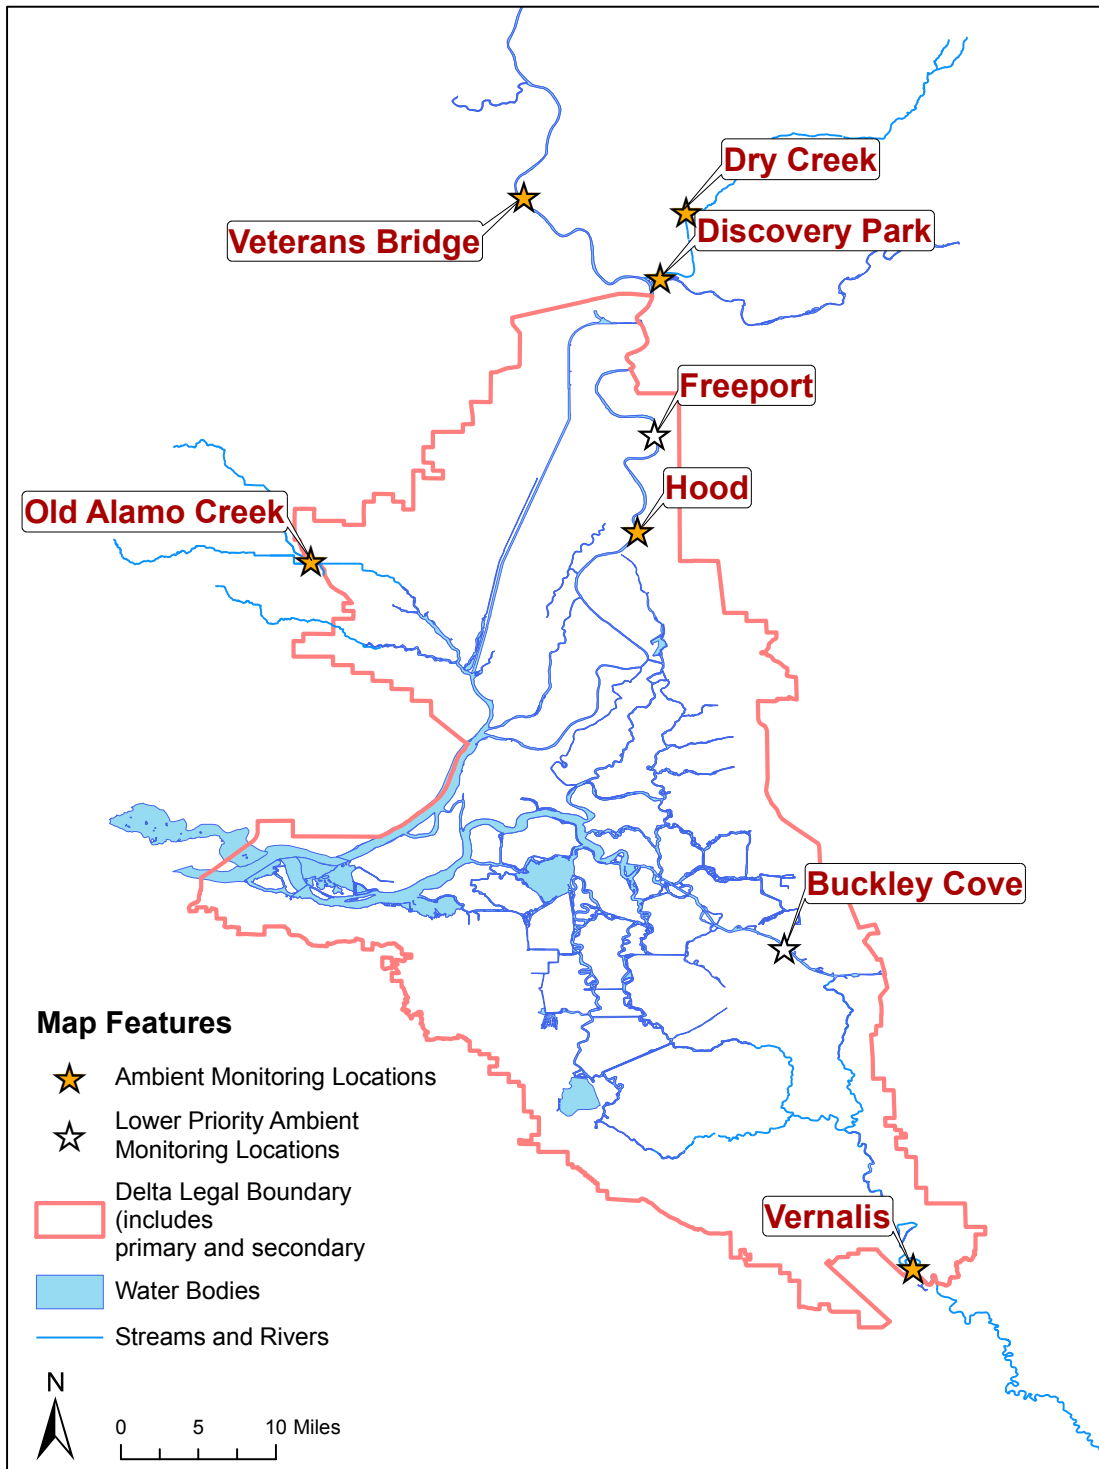 Dry Creek
Veterans Bridge
Discovery Park
Freeport
Hood
Old Alamo Creek
Buckley Cove
Vernalis
Map Features
Ambient Monitoring Locations
Lower Priority Ambient
Monitoring Locations
Delta Legal Boundary
(includes
primary and secondary
Water Bodies
Streams and Rivers
N
0 5 10 Miles